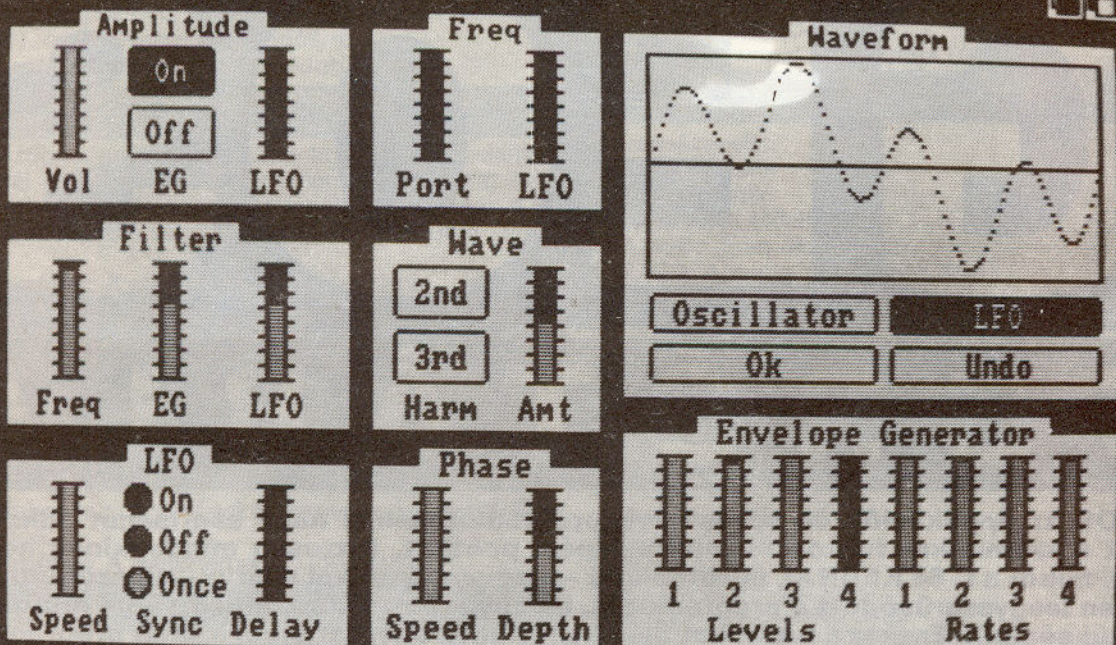 Amplitude
On
Off
Vol EG LFO
Freq
Port LFO
Waveform
Oscillator LFO
Ok Undo
Filter
Freq EG LFO
Wave
2nd
3rd
Harm Amt
LFO
On
Off
Once
Speed Sync Delay
Phase
Speed Depth
Envelope Generator
1 2 3 4 1 2 3 4
Levels Rates